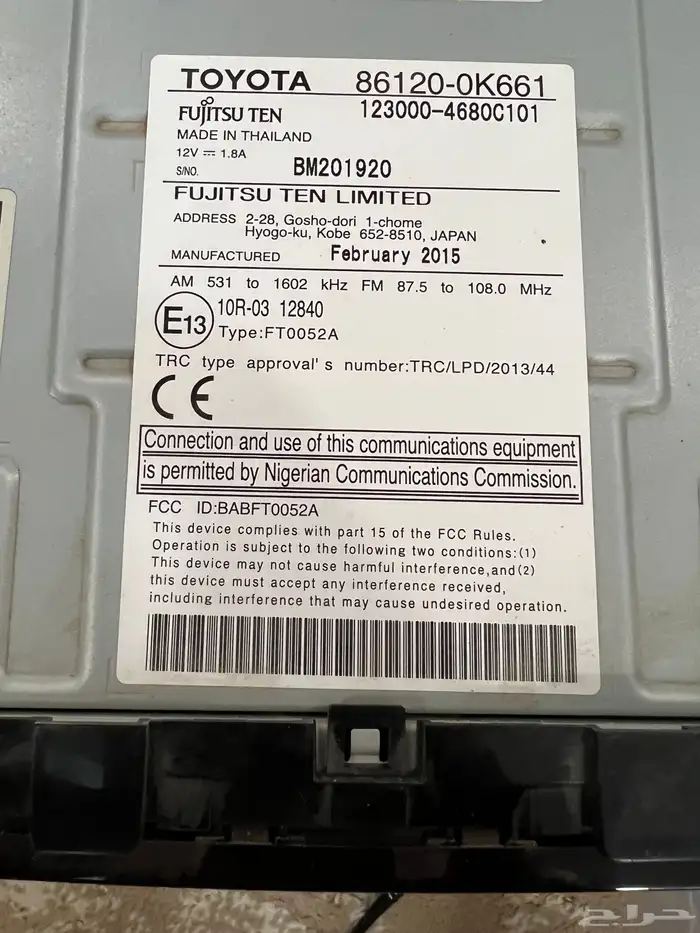 TOYOTA 86120-0K661
FUJITSU TEN 123000-4680C101
MADE IN THAILAND
12V ⎓ 1.8A
S/NO. BM201920
FUJITSU TEN LIMITED
ADDRESS 2-28, Gosho-dori 1-chome
Hyogo-ku, Kobe 652-8510, JAPAN
MANUFACTURED February 2015
AM 531 to 1602 kHz FM 87.5 to 108.0 MHz
E13 10R-03 12840
Type:FT0052A
TRC type approval's number:TRC/LPD/2013/44
CE
Connection and use of this communications equipment
is permitted by Nigerian Communications Commission.
FCC ID:BABFT0052A
This device complies with part 15 of the FCC Rules.
Operation is subject to the following two conditions:(1)
This device may not cause harmful interference,and(2)
this device must accept any interference received,
including interference that may cause undesired operation.
حراج